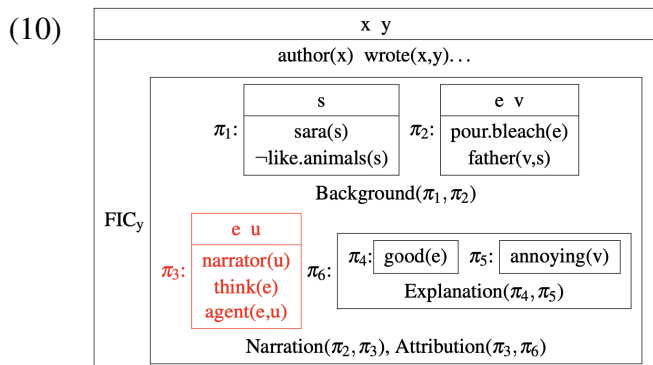 (10)
x y
author(x) wrote(x,y)…
FIC_y
π₁: s
sara(s)
¬like.animals(s)
π₂: e v
pour.bleach(e)
father(v,s)
Background(π₁,π₂)
π₃: e u
narrator(u)
think(e)
agent(e,u)
π₆: π₄: good(e) π₅: annoying(v)
Explanation(π₄,π₅)
Narration(π₂,π₃), Attribution(π₃,π₆)